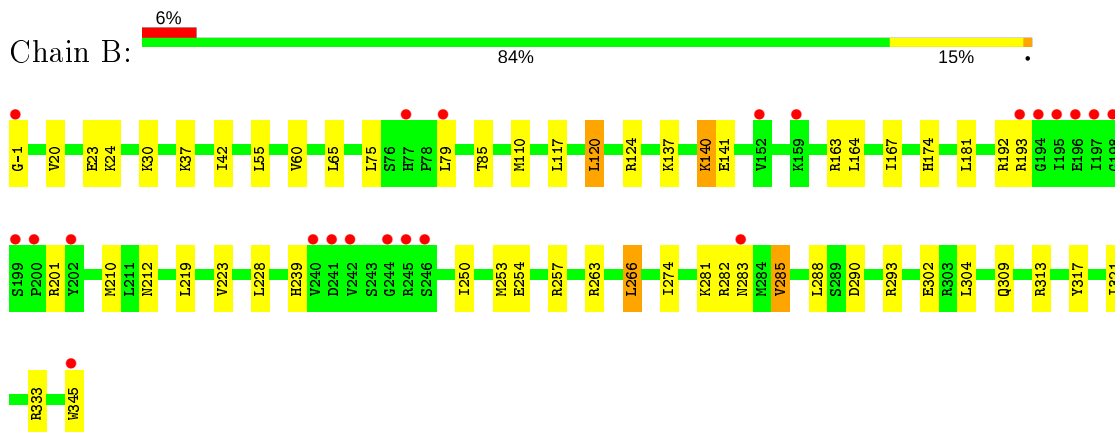 6%
Chain B:
84% 15%
G-1 V20 E23 K24 K30 K37 I42 L55 V60 L65 L75 S76 H77 P78 L79 T85 M110 L117 L120 R124 K137 K140 E141 V152 K159 R163 L164 I167 H174 L181 R192 R193 G194 I195 E196 I197 G198
S199 P200 R201 Y202 M210 L211 N212 L219 V223 L228 H239 V240 D241 V242 S243 G244 R245 S246 I250 M253 E254 R257 R263 L266 I274 K281 R282 N283 M284 V285 L288 S289 D290 R293 E302 R303 L304 Q309 R313 Y317 I321
R333 W345